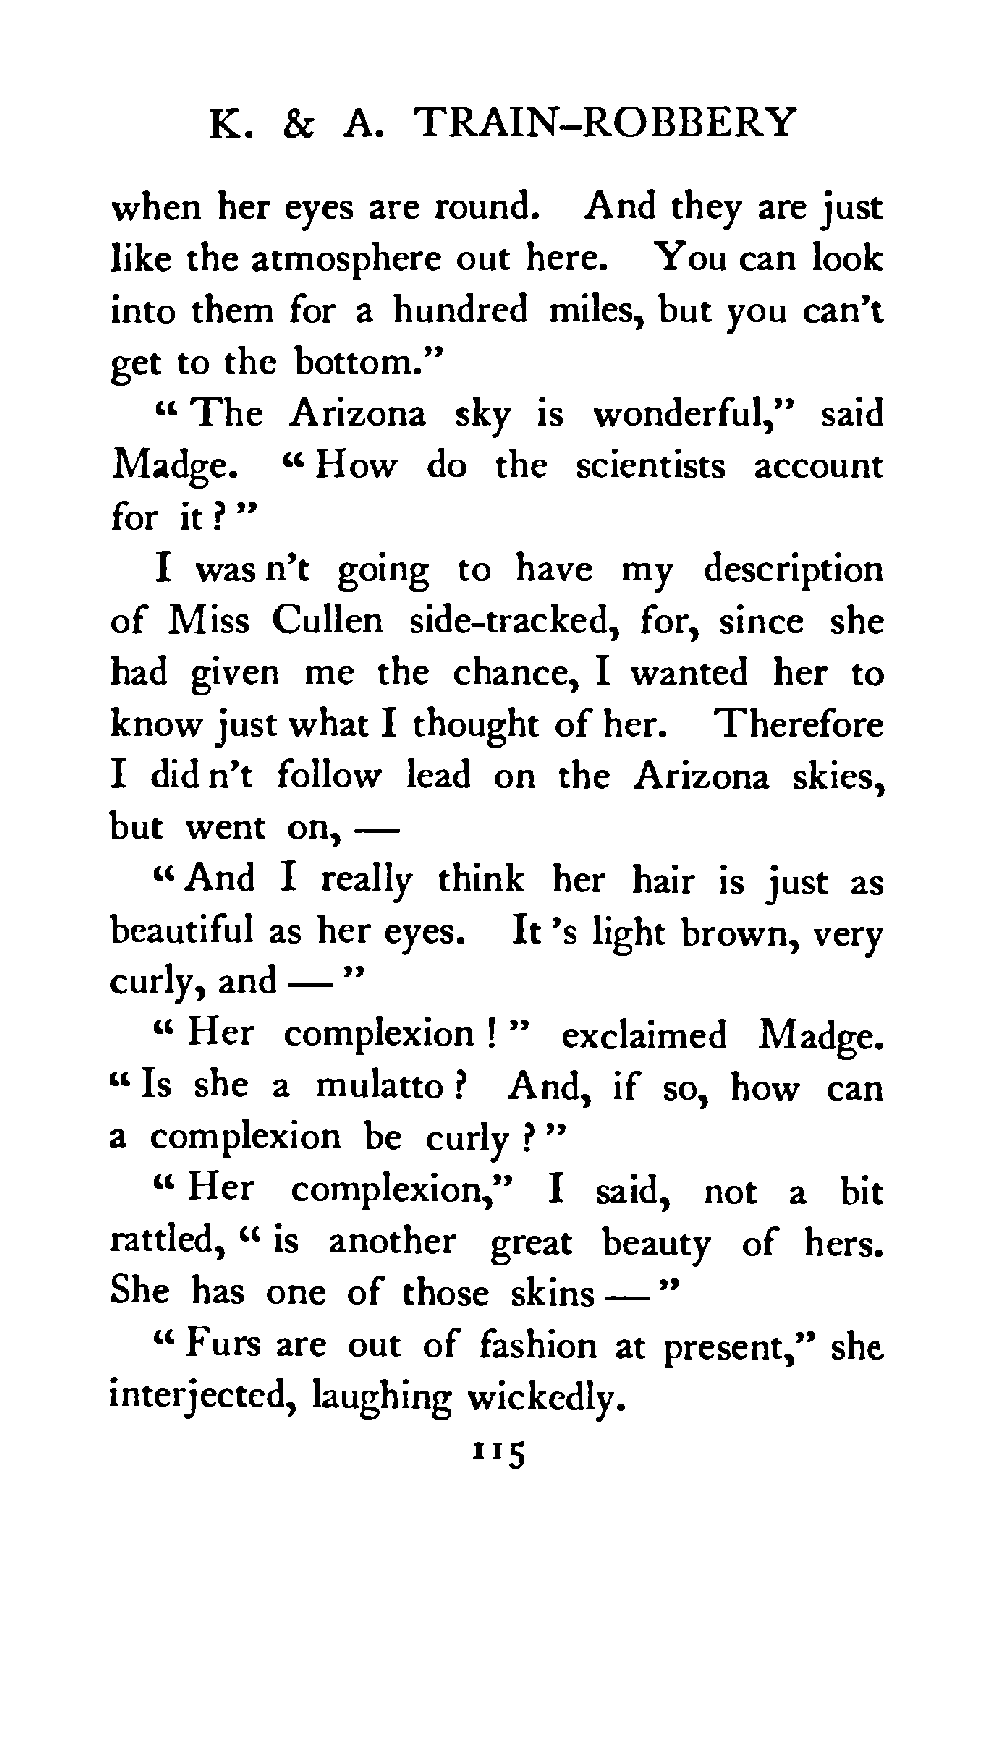 K. & A. TRAIN-ROBBERY
when her eyes are round. And they are just
like the atmosphere out here. You can look
into them for a hundred miles, but you can't
get to the bottom."
"The Arizona sky is wonderful," said
Madge. "How do the scientists account
for it?"
I was n't going to have my description
of Miss Cullen side-tracked, for, since she
had given me the chance, I wanted her to
know just what I thought of her. Therefore
I did n't follow lead on the Arizona skies,
but went on, —
"And I really think her hair is just as
beautiful as her eyes. It 's light brown, very
curly, and — "
"Her complexion!" exclaimed Madge.
"Is she a mulatto? And, if so, how can
a complexion be curly?"
"Her complexion," I said, not a bit
rattled, "is another great beauty of hers.
She has one of those skins — "
"Furs are out of fashion at present," she
interjected, laughing wickedly.
115